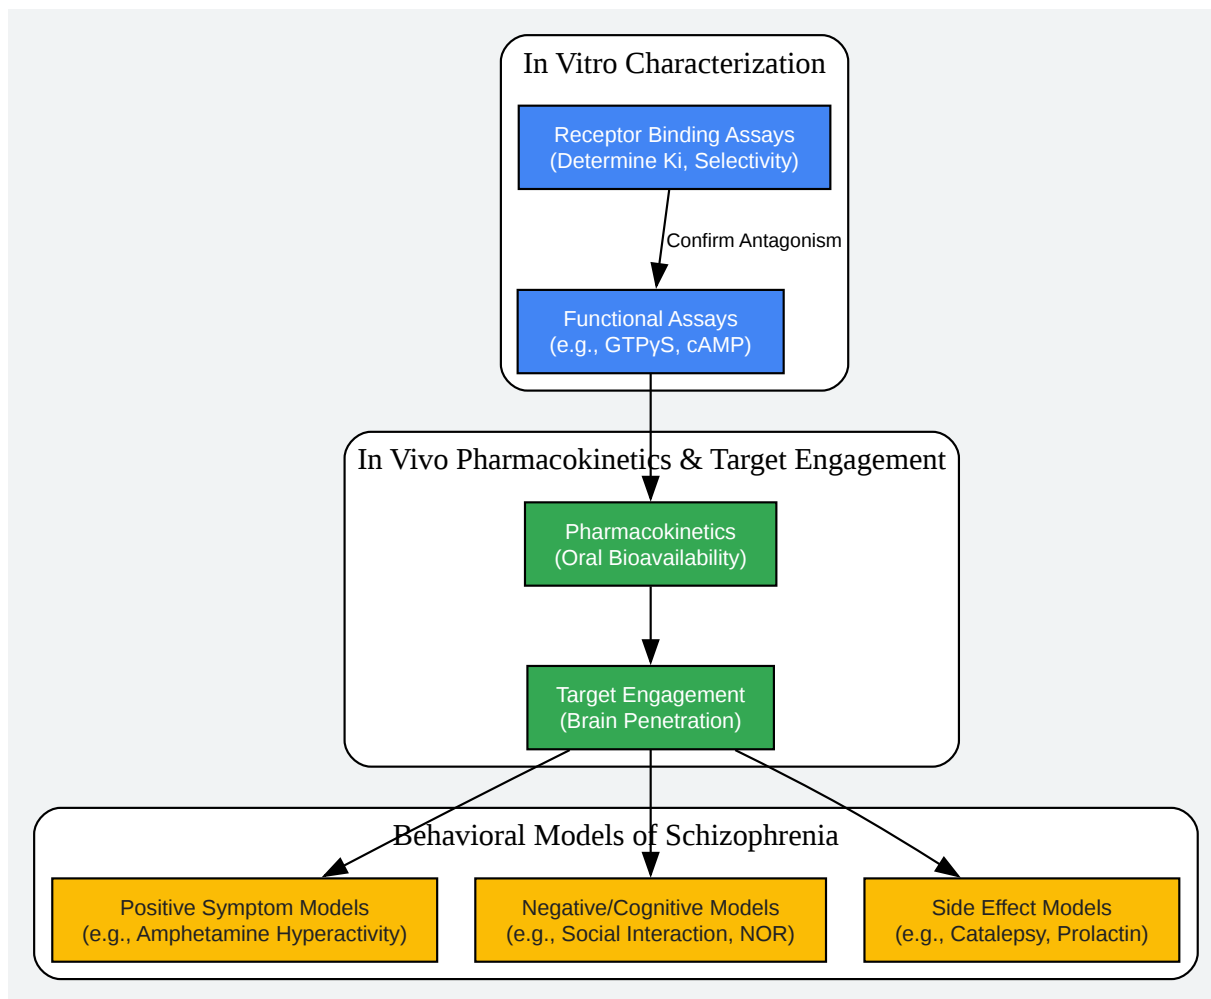 In Vitro Characterization
Receptor Binding Assays
(Determine Ki, Selectivity)
Confirm Antagonism
Functional Assays
(e.g., GTPγS, cAMP)
In Vivo Pharmacokinetics & Target Engagement
Pharmacokinetics
(Oral Bioavailability)
Target Engagement
(Brain Penetration)
Behavioral Models of Schizophrenia
Positive Symptom Models
(e.g., Amphetamine Hyperactivity)
Negative/Cognitive Models
(e.g., Social Interaction, NOR)
Side Effect Models
(e.g., Catalepsy, Prolactin)